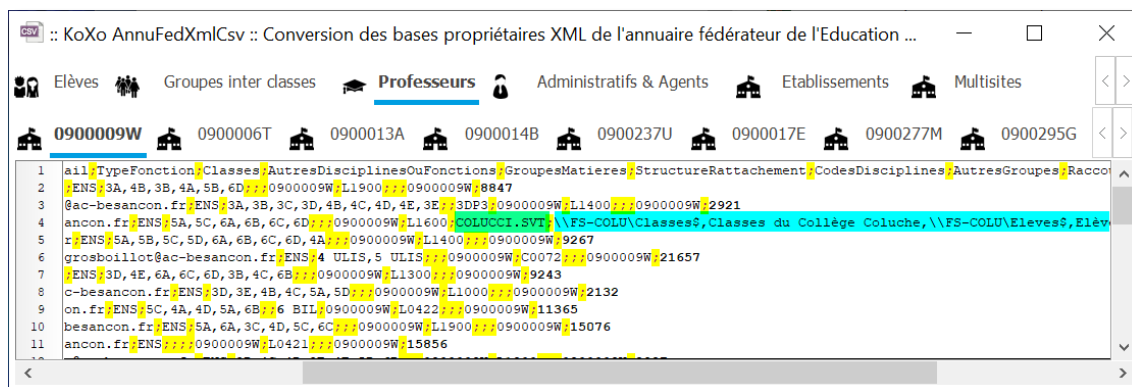 CSV :: KoXo AnnuFedXmlCsv :: Conversion des bases propriétaires XML de l'annuaire fédérateur de l'Education ...
Elèves Groupes inter classes Professeurs Administratifs & Agents Etablissements Multisites
0900009W 0900006T 0900013A 0900014B 0900237U 0900017E 0900277M 0900295G
1 ail;TypeFonction;Classes;AutresDisciplinesOuFonctions;GroupesMatieres;StructureRattachement;CodesDisciplines;AutresGroupes;Raccou
2 ;ENS;3A,4B,3B,4A,5B,6D;;;0900009W;L1900;;;0900009W;8847
3 @ac-besancon.fr;ENS;3A,3B,3C,3D,4B,4C,4D,4E,3E;;3DP3;0900009W;L1400;;;0900009W;2921
4 ancon.fr;ENS;5A,5C,6A,6B,6C,6D;;;0900009W;L1600;COLUCCI.SVT;\\FS-COLU\Classes$,Classes du Collège Coluche,\\FS-COLU\Eleves$,Elève
5 r;ENS;5A,5B,5C,5D,6A,6B,6C,6D,4A;;;0900009W;L1400;;;0900009W;9267
6 grosboillot@ac-besancon.fr;ENS;4 ULIS,5 ULIS;;;0900009W;C0072;;;0900009W;21657
7 ;ENS;3D,4E,6A,6C,6D,3B,4C,6B;;;0900009W;L1300;;;0900009W;9243
8 c-besancon.fr;ENS;3D,3E,4B,4C,5A,5D;;;0900009W;L1000;;;0900009W;2132
9 on.fr;ENS;5C,4A,4D,5A,6B;;6 BIL;0900009W;L0422;;;0900009W;11365
10 besancon.fr;ENS;5A,6A,3C,4D,5C,6C;;;0900009W;L1900;;;0900009W;15076
11 ancon.fr;ENS;;;;0900009W;L0421;;;0900009W;15856